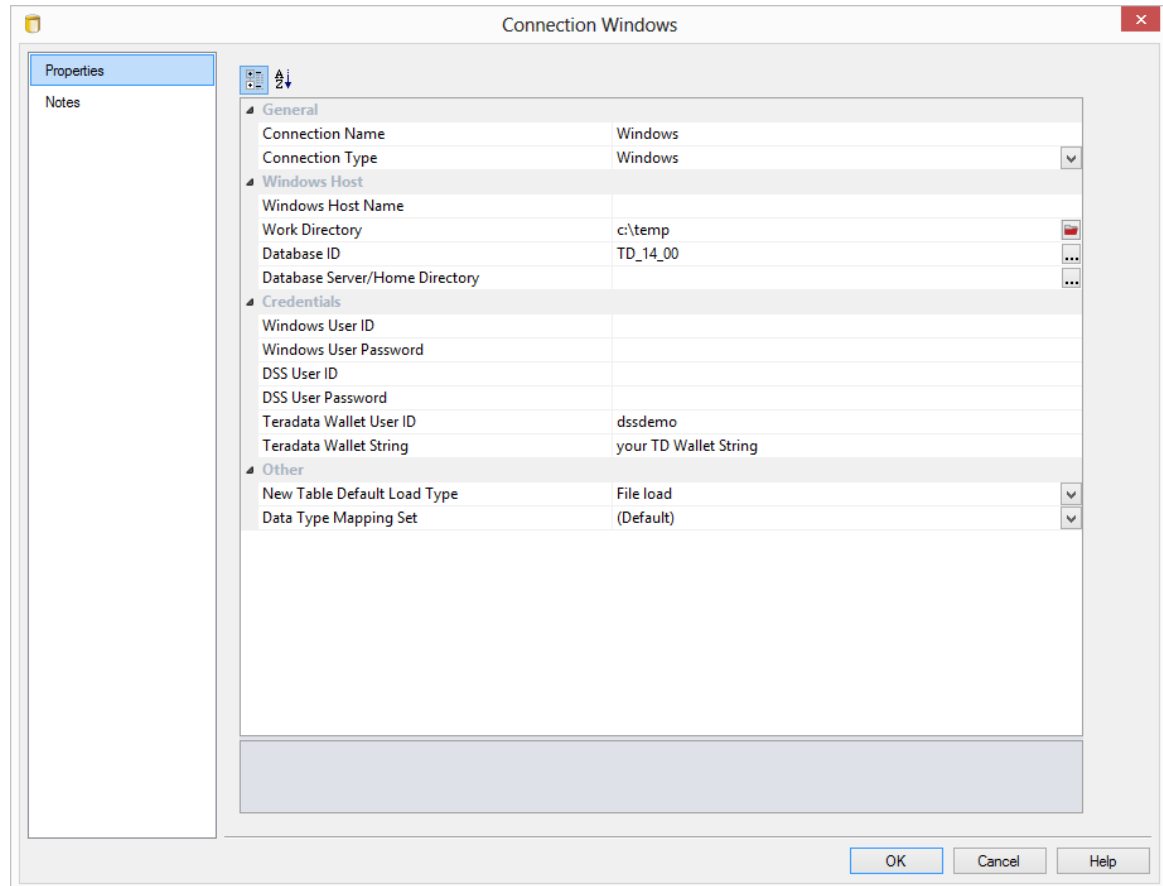 Connection Windows
Properties
Notes
General
Connection Name Windows
Connection Type Windows
Windows Host
Windows Host Name
Work Directory c:\temp
Database ID TD_14_00
Database Server/Home Directory
Credentials
Windows User ID
Windows User Password
DSS User ID
DSS User Password
Teradata Wallet User ID dssdemo
Teradata Wallet String your TD Wallet String
Other
New Table Default Load Type File load
Data Type Mapping Set (Default)
OK Cancel Help